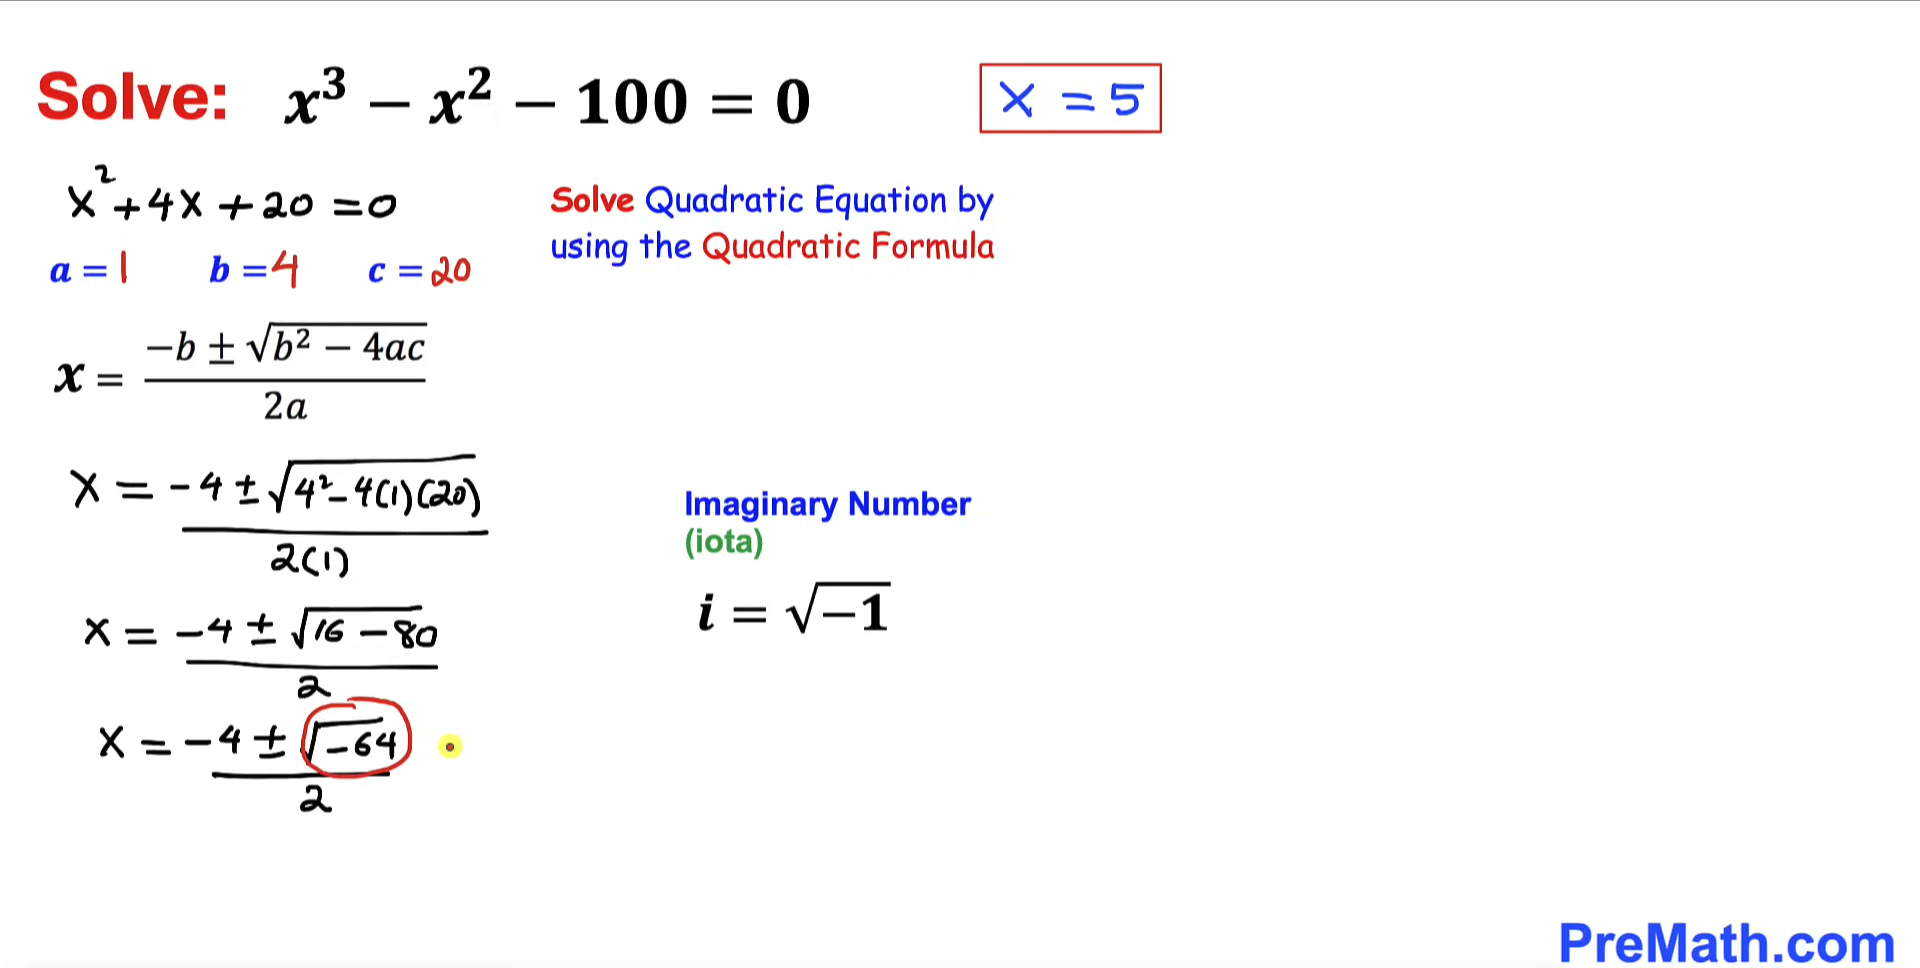 Solve: x³ − x² − 100 = 0
x = 5
x² + 4x + 20 = 0
a = 1 b = 4 c = 20
Solve Quadratic Equation by
using the Quadratic Formula
x = (−b ± √(b² − 4ac)) / 2a
x = (−4 ± √(4² − 4(1)(20))) / 2(1)
x = (−4 ± √(16 − 80)) / 2
x = (−4 ± √(−64)) / 2
Imaginary Number
(iota)
i = √−1
PreMath.com